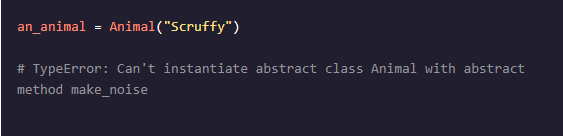 an_animal = Animal("Scruffy")
# TypeError: Can't instantiate abstract class Animal with abstract
method make_noise